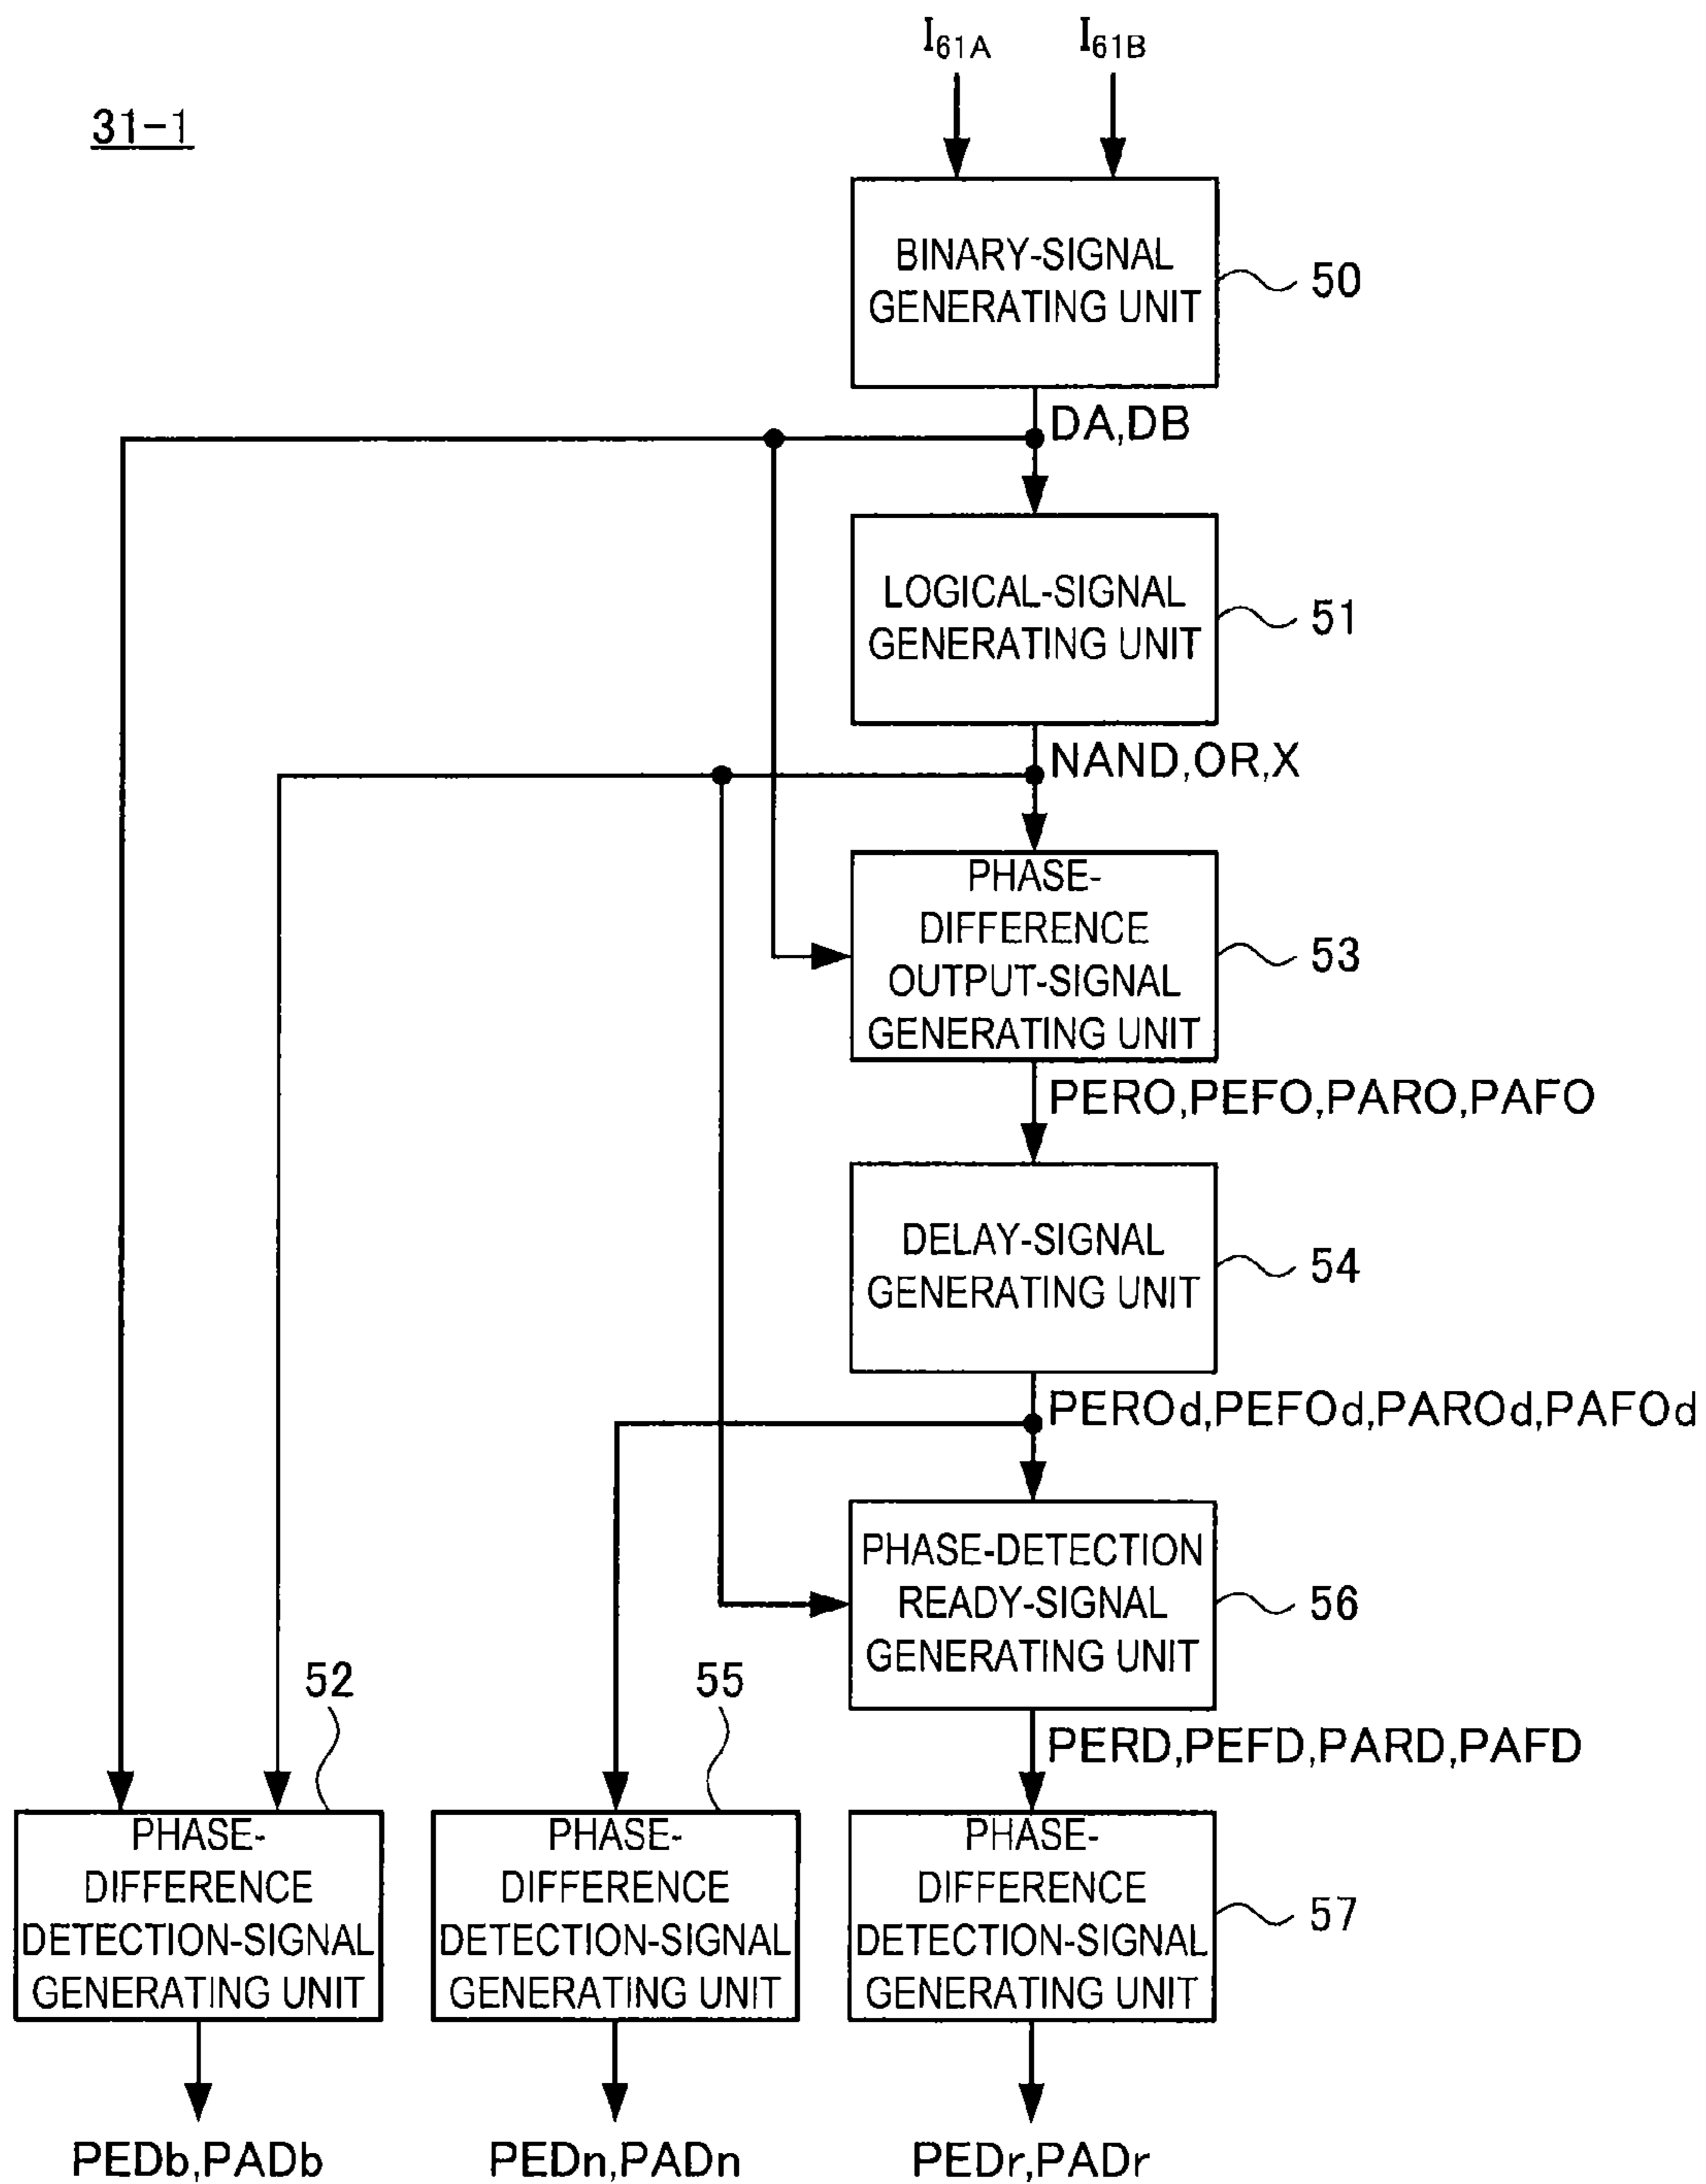 I61A I61B
31-1
BINARY-SIGNAL
GENERATING UNIT
50
DA,DB
LOGICAL-SIGNAL
GENERATING UNIT
51
NAND,OR,X
PHASE-
DIFFERENCE
OUTPUT-SIGNAL
GENERATING UNIT
53
PERO,PEFO,PARO,PAFO
DELAY-SIGNAL
GENERATING UNIT
54
PEROd,PEFOd,PAROd,PAFOd
PHASE-DETECTION
READY-SIGNAL
GENERATING UNIT
56
PERD,PEFD,PARD,PAFD
52
PHASE-
DIFFERENCE
DETECTION-SIGNAL
GENERATING UNIT
55
PHASE-
DIFFERENCE
DETECTION-SIGNAL
GENERATING UNIT
PHASE-
DIFFERENCE
DETECTION-SIGNAL
GENERATING UNIT
57
PEDb,PADb
PEDn,PADn
PEDr,PADr